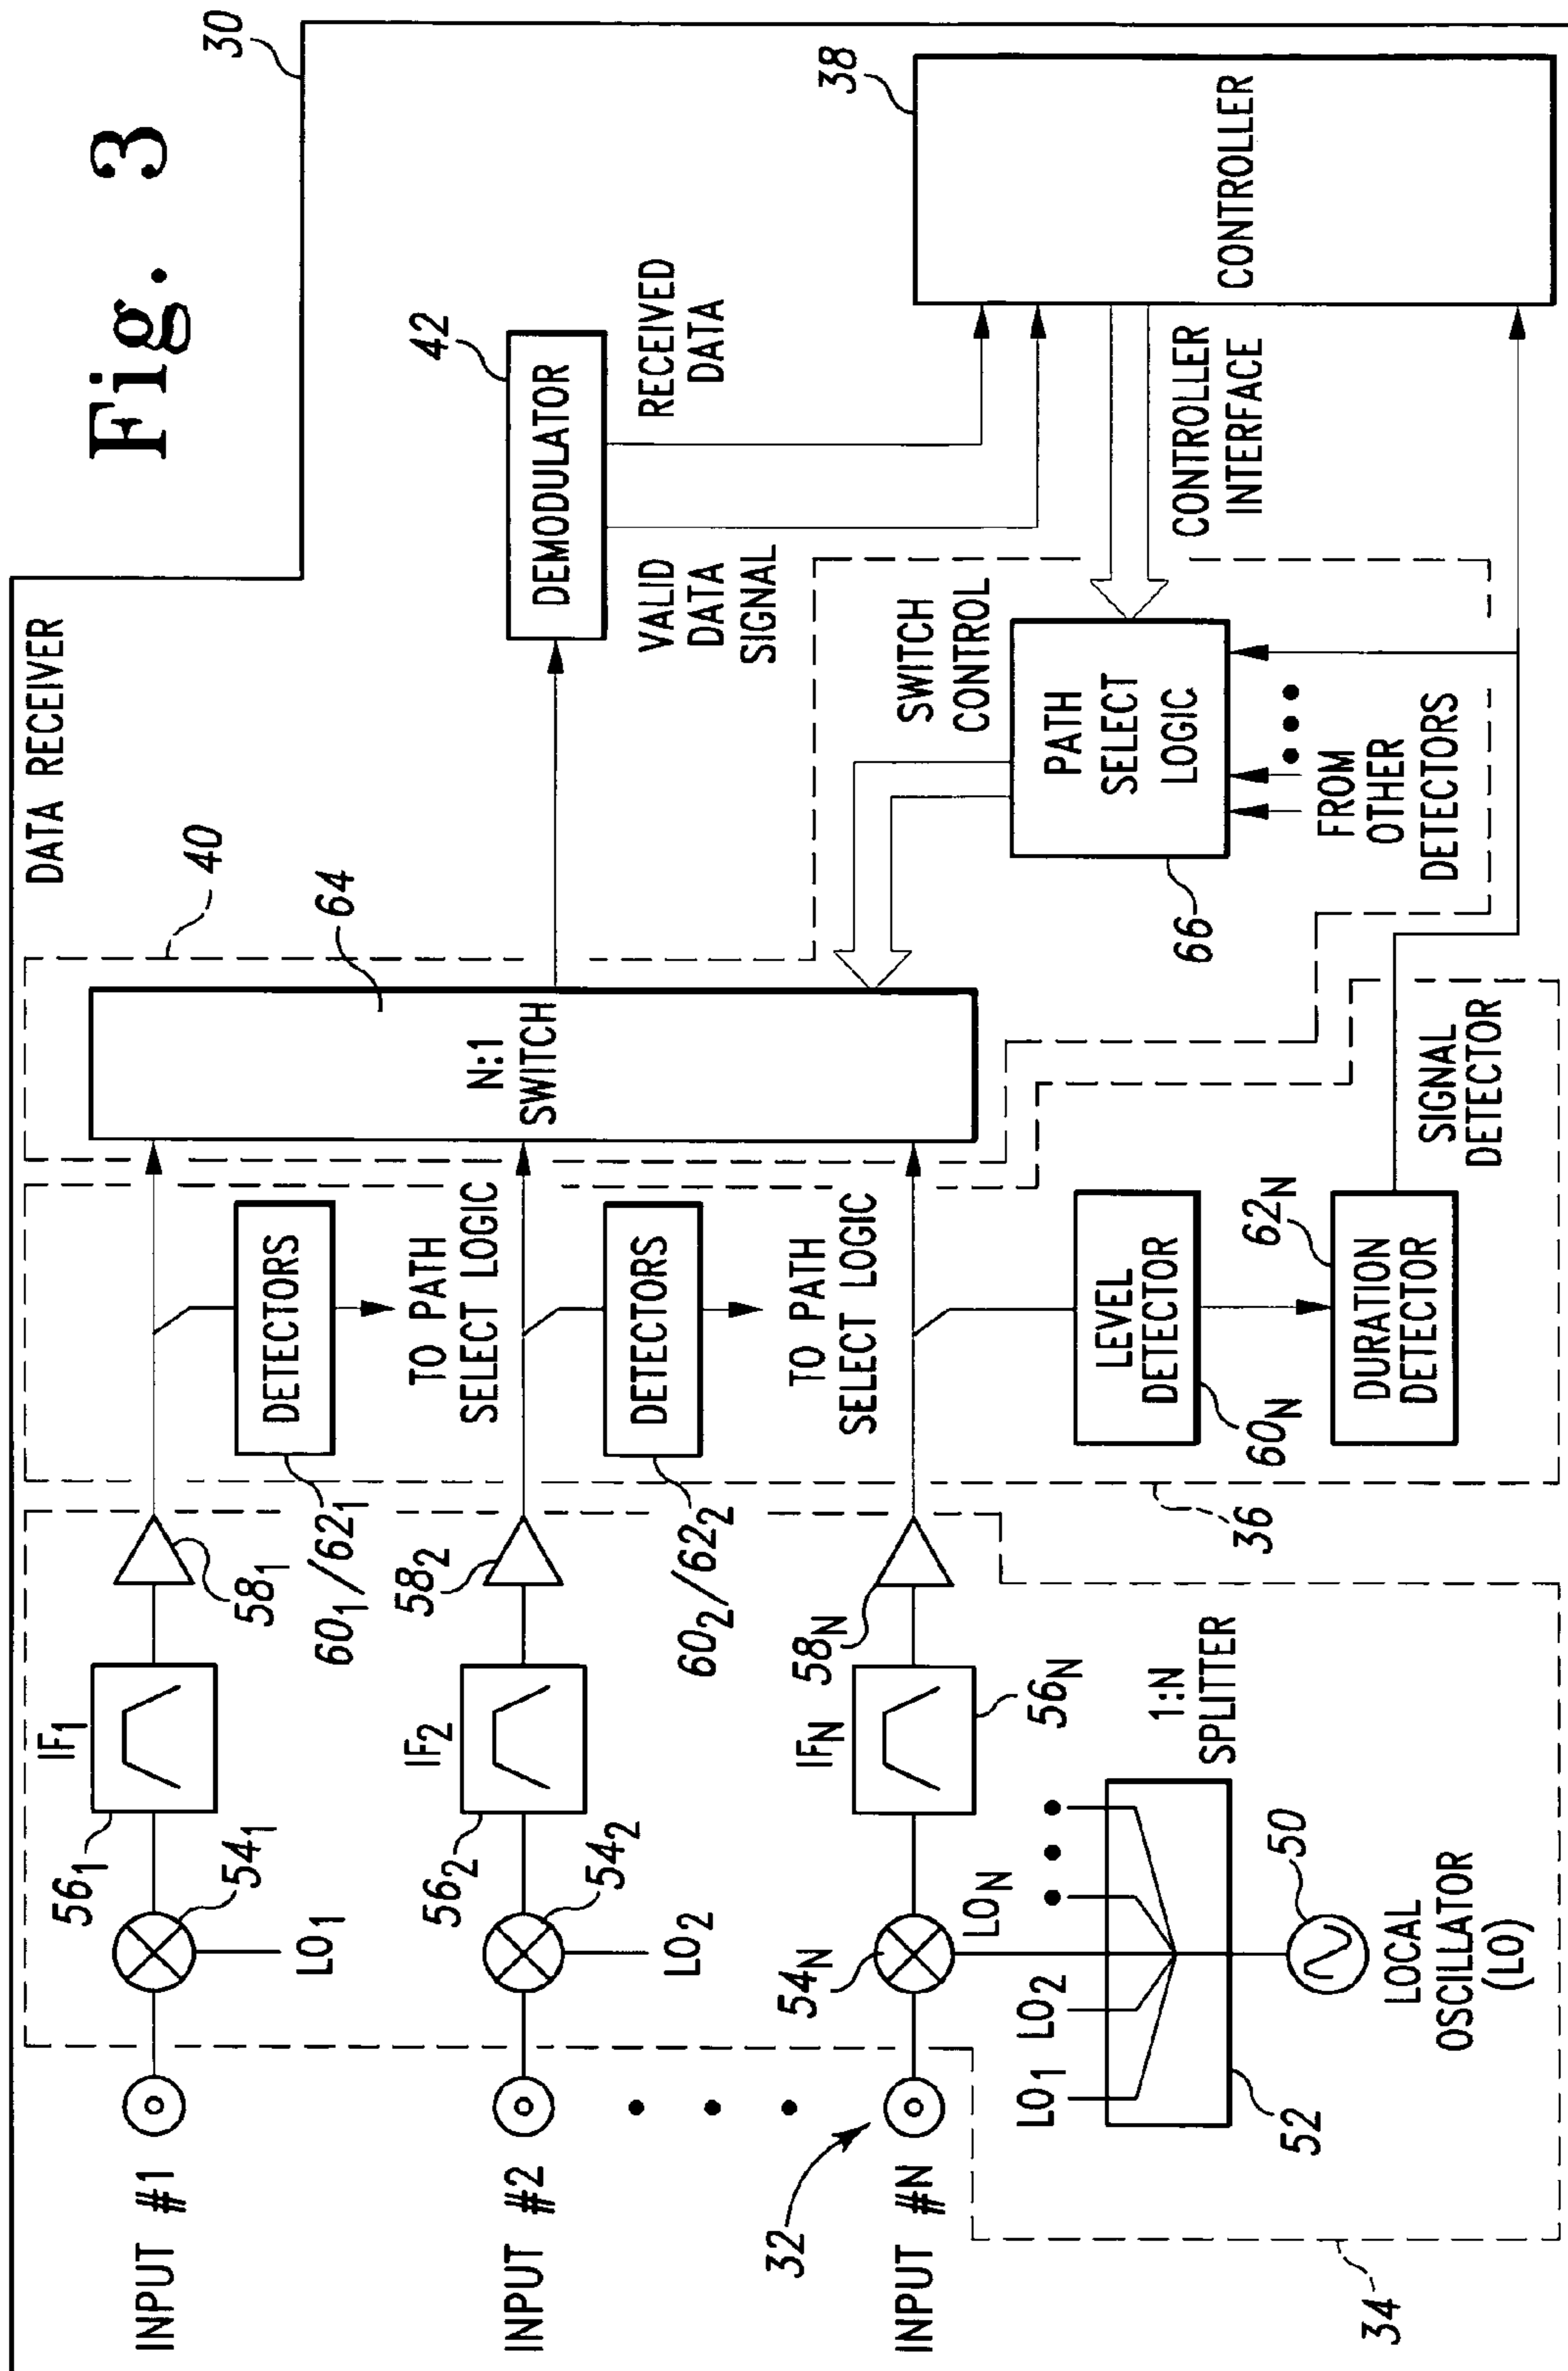 Fig. 3
30
DATA RECEIVER
40
64
N:1
SWITCH
42
DEMODULATOR
VALID
DATA
SIGNAL
RECEIVED
DATA
38
CONTROLLER
CONTROLLER
INTERFACE
SWITCH
CONTROL
PATH
SELECT
LOGIC
66
FROM
OTHER
DETECTORS
INPUT #1
54₁
LO₁
56₁
IF₁
58₁
DETECTORS
60₁/62₁
TO PATH
SELECT LOGIC
INPUT #2
54₂
LO₂
56₂
IF₂
58₂
DETECTORS
60₂/62₂
TO PATH
SELECT LOGIC
INPUT #N
32
54N
LON
IFN
56N
58N
LEVEL
DETECTOR
60N
DURATION
DETECTOR
62N
SIGNAL
DETECTOR
36
LO₁
LO₂
1:N
SPLITTER
52
50
LOCAL
OSCILLATOR
(LO)
34